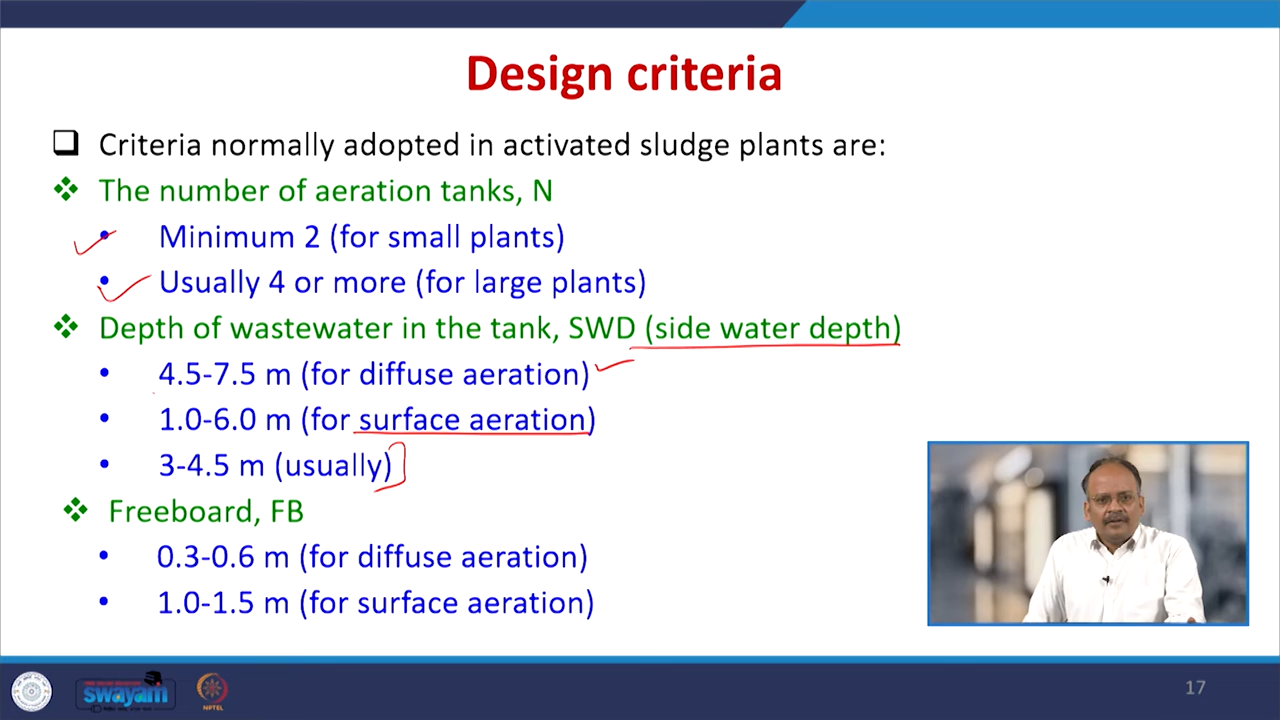 Design criteria
❑ Criteria normally adopted in activated sludge plants are:
❖ The number of aeration tanks, N
• Minimum 2 (for small plants)
• Usually 4 or more (for large plants)
❖ Depth of wastewater in the tank, SWD (side water depth)
• 4.5-7.5 m (for diffuse aeration)
• 1.0-6.0 m (for surface aeration)
• 3-4.5 m (usually)
❖ Freeboard, FB
• 0.3-0.6 m (for diffuse aeration)
• 1.0-1.5 m (for surface aeration)
swayam
NPTEL
17